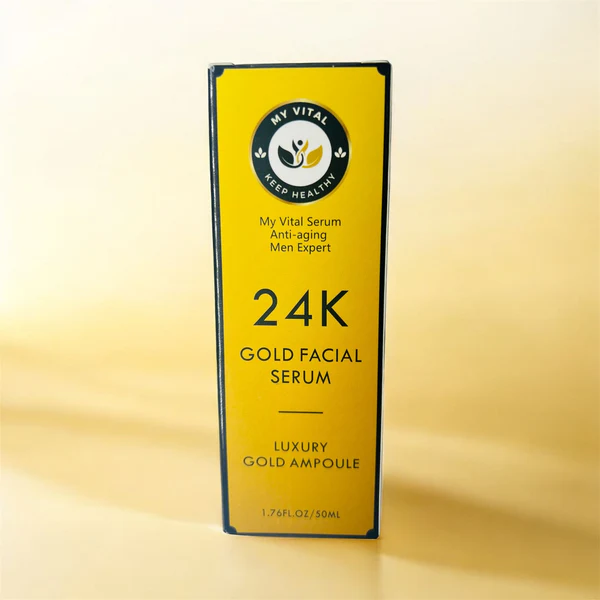 MY VITAL
KEEP HEALTHY
My Vital Serum
Anti-aging
Men Expert
24K
GOLD FACIAL
SERUM
LUXURY
GOLD AMPOULE
1.76FL.OZ/50ML